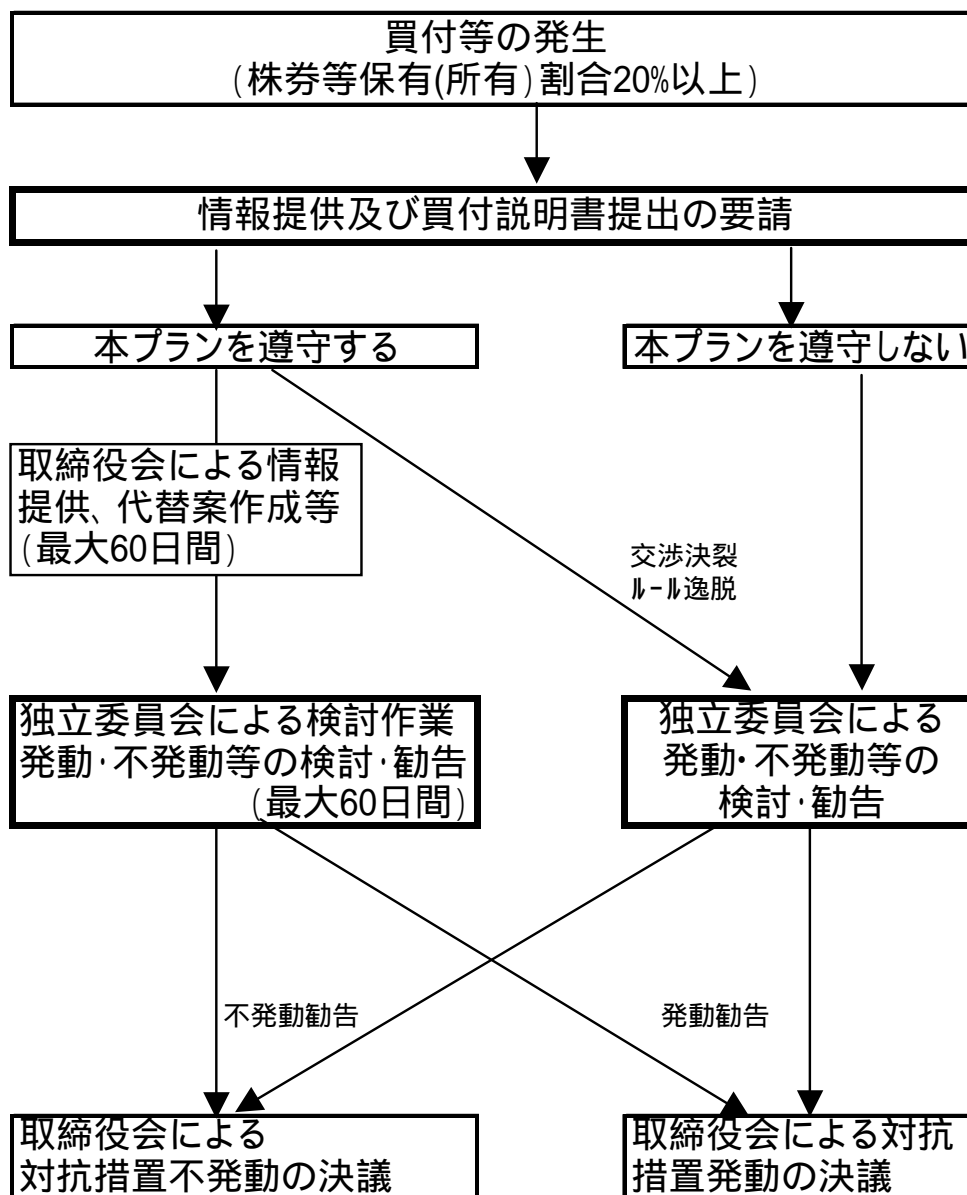 買付等の発生
(株券等保有(所有)割合20%以上)
情報提供及び買付説明書提出の要請
本プランを遵守する
本プランを遵守しない
取締役会による情報
提供、代替案作成等
(最大60日間)
交渉決裂
ﾙｰﾙ逸脱
独立委員会による検討作業
発動・不発動等の検討・勧告
(最大60日間)
独立委員会による
発動・不発動等の
検討・勧告
不発動勧告
発動勧告
取締役会による
対抗措置不発動の決議
取締役会による対抗
措置発動の決議